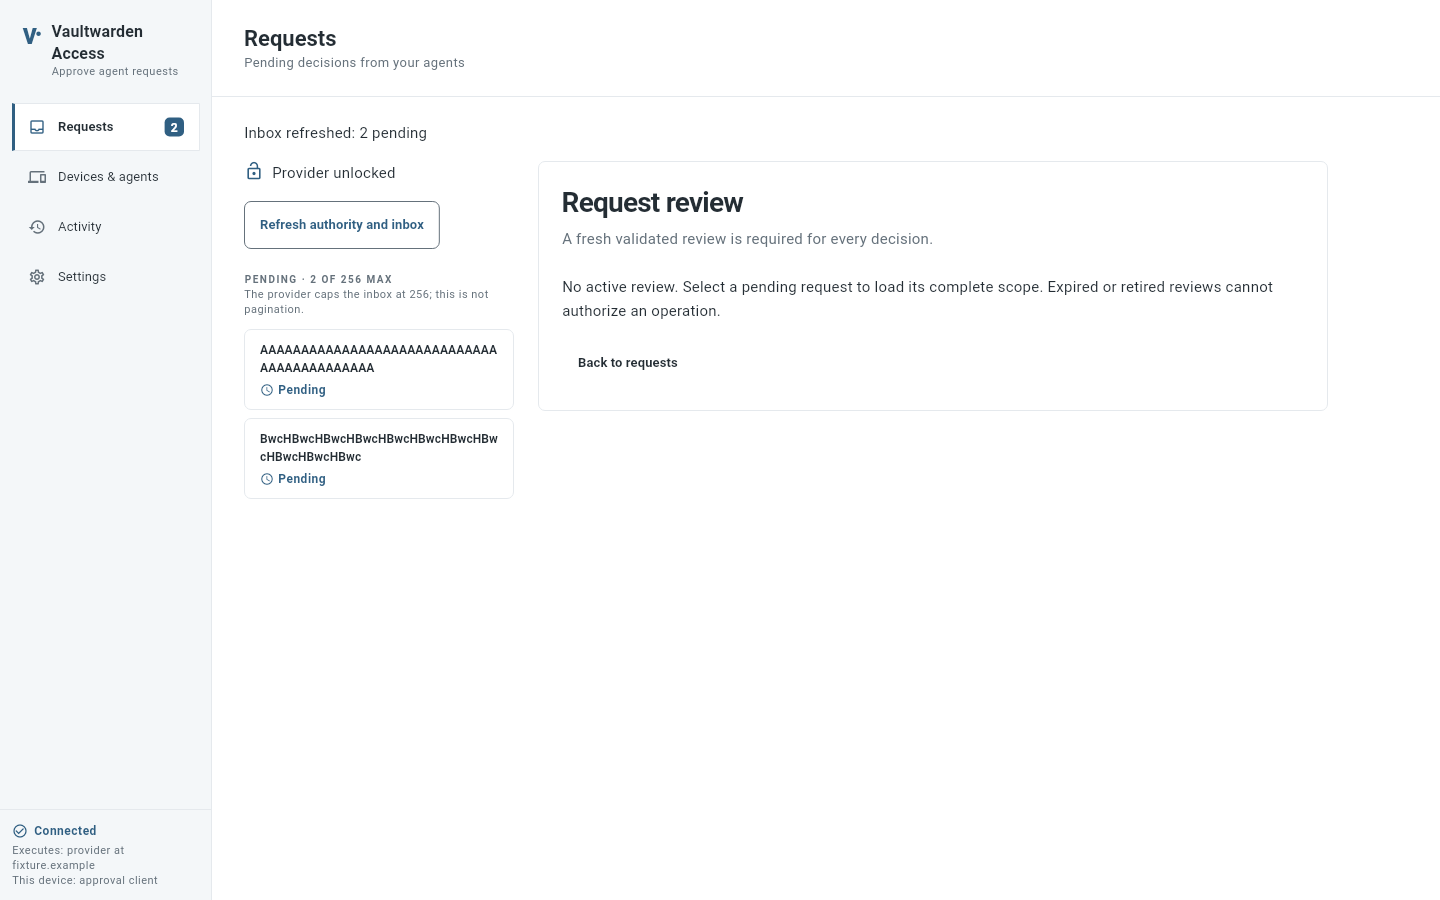 Vaultwarden
Access
Approve agent requests
Requests 2
Devices & agents
Activity
Settings
Connected
Executes: provider at
fixture.example
This device: approval client
Requests
Pending decisions from your agents
Inbox refreshed: 2 pending
Provider unlocked
Refresh authority and inbox
PENDING · 2 OF 256 MAX
The provider caps the inbox at 256; this is not
pagination.
AAAAAAAAAAAAAAAAAAAAAAAAAAAAA
AAAAAAAAAAAAAA
Pending
BwcHBwcHBwcHBwcHBwcHBwcHBwcHBw
cHBwcHBwcHBwc
Pending
Request review
A fresh validated review is required for every decision.
No active review. Select a pending request to load its complete scope. Expired or retired reviews cannot
authorize an operation.
Back to requests